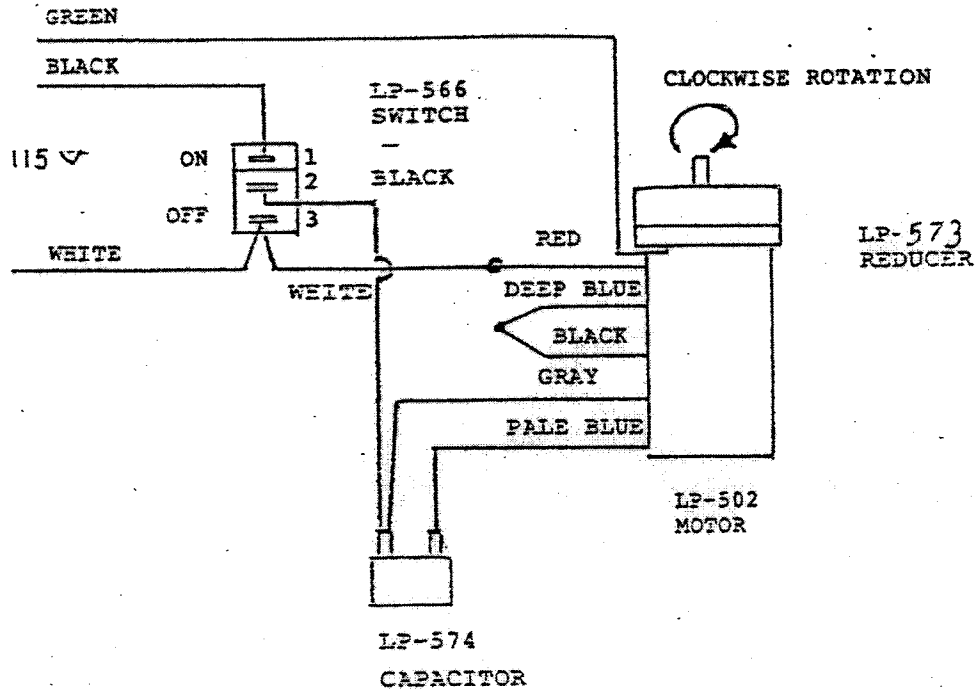 GREEN
BLACK
CLOCKWISE ROTATION
LP-566
SWITCH
-
BLACK
115 V
ON
1
2
OFF
3
WHITE
RED
LP-573
REDUCER
WHITE
DEEP BLUE
BLACK
GRAY
PALE BLUE
LP-502
MOTOR
LP-574
CAPACITOR